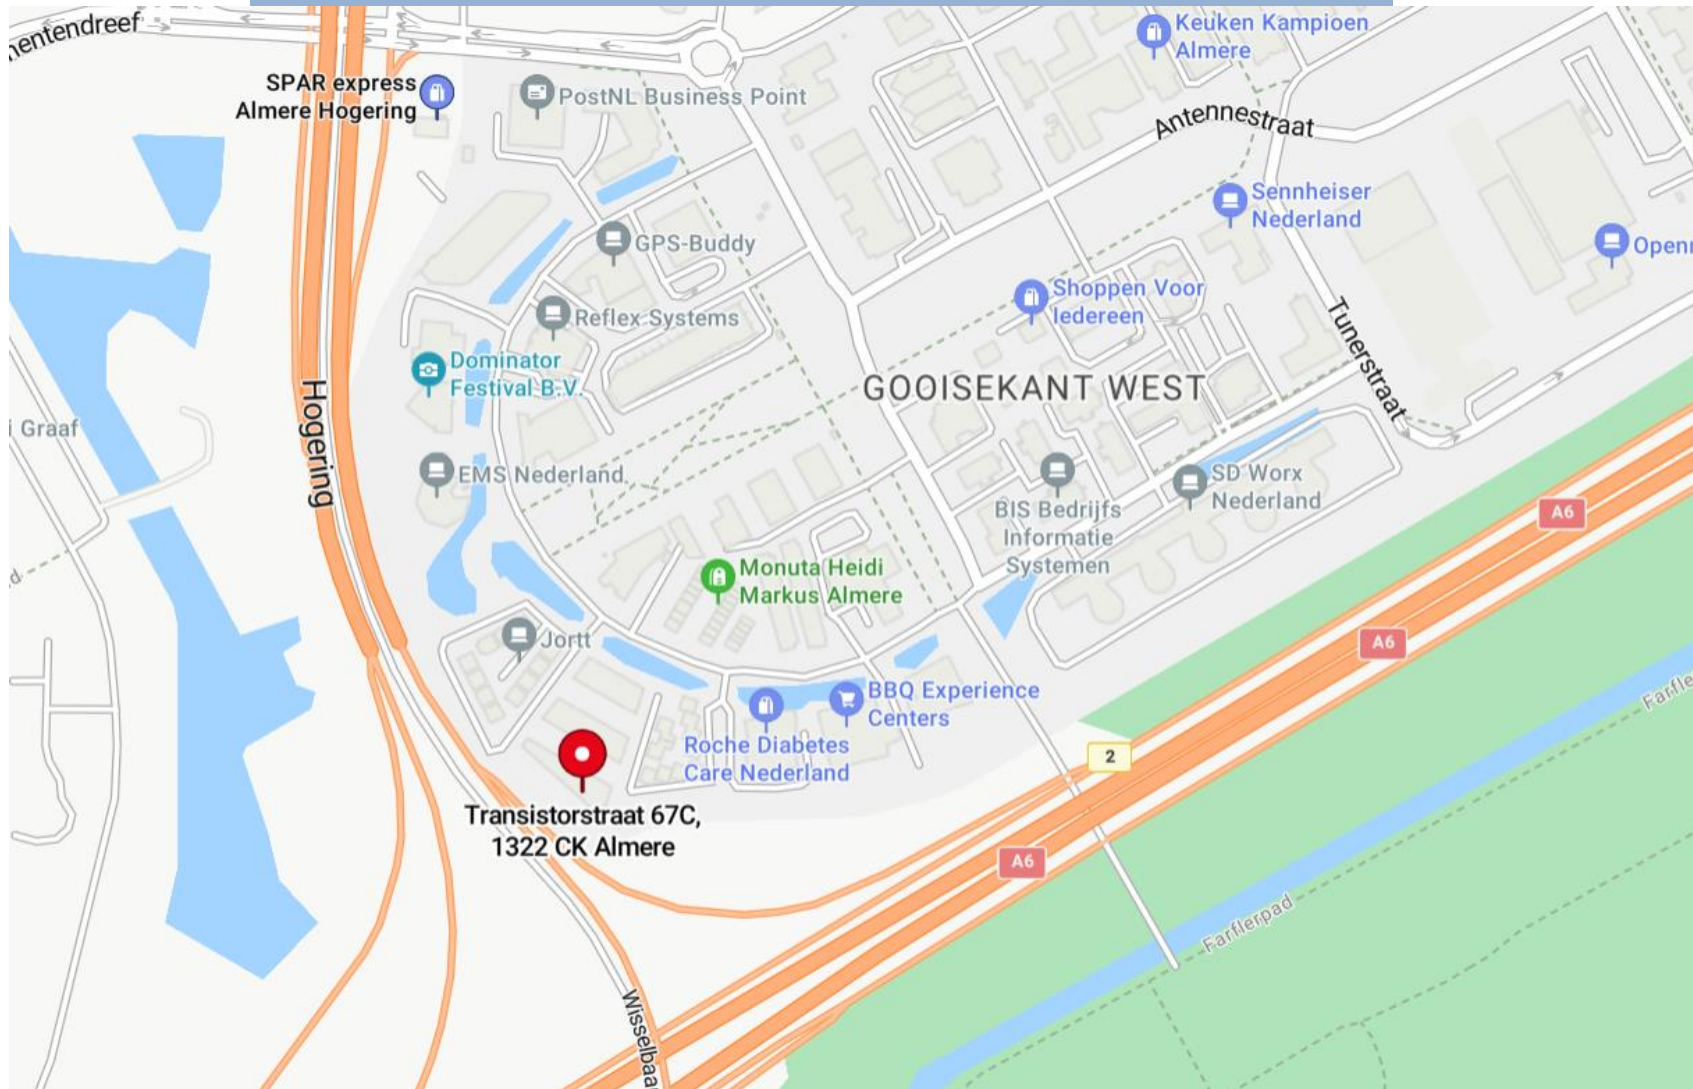 nentendreef
Keuken Kampioen
Almere
SPAR express
Almere Hogering
PostNL Business Point
Antennestraat
Sennheiser
Nederland
GPS-Buddy
Openr
Shoppen Voor
Iedereen
Reflex Systems
Tunerstraat
Dominator
Festival B.V.
GOOISEKANT WEST
Hogering
j Graaf
EMS Nederland
SD Worx
Nederland
BIS Bedrijfs
Informatie
Systemen
A6
d
Monuta Heidi
Markus Almere
Jortt
A6
BBQ Experience
Centers
Farfle
Roche Diabetes
Care Nederland
2
Transistorstraat 67C,
1322 CK Almere
A6
Farflerpad
Wisselbaa